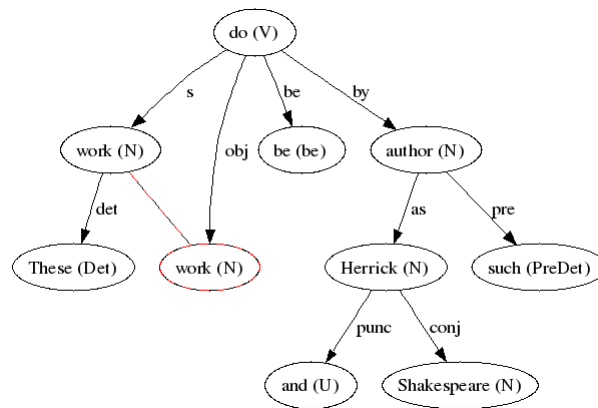 do (V)
s
be
by
work (N)
obj
be (be)
author (N)
det
as
pre
These (Det)
work (N)
Herrick (N)
such (PreDet)
punc
conj
and (U)
Shakespeare (N)